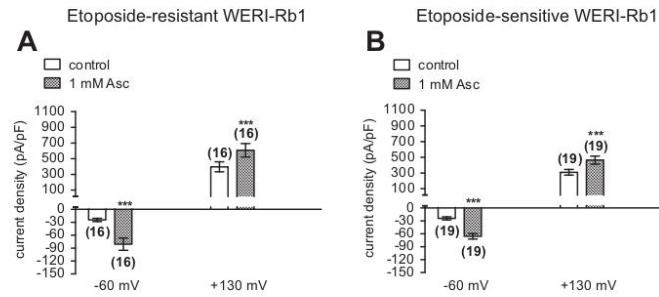 Etoposide-resistant WERI-Rb1
A
control
1 mM Asc
current density (pA/pF)
1100
900
700
500
300
100
0
-30
-60
-90
-120
-150
(16)
***
(16)
(16)
***
(16)
-60 mV
+130 mV
Etoposide-sensitive WERI-Rb1
B
control
1 mM Asc
current density (pA/pF)
1100
900
700
500
300
100
0
-30
-60
-90
-120
-150
(19)
***
(19)
(19)
***
(19)
-60 mV
+130 mV